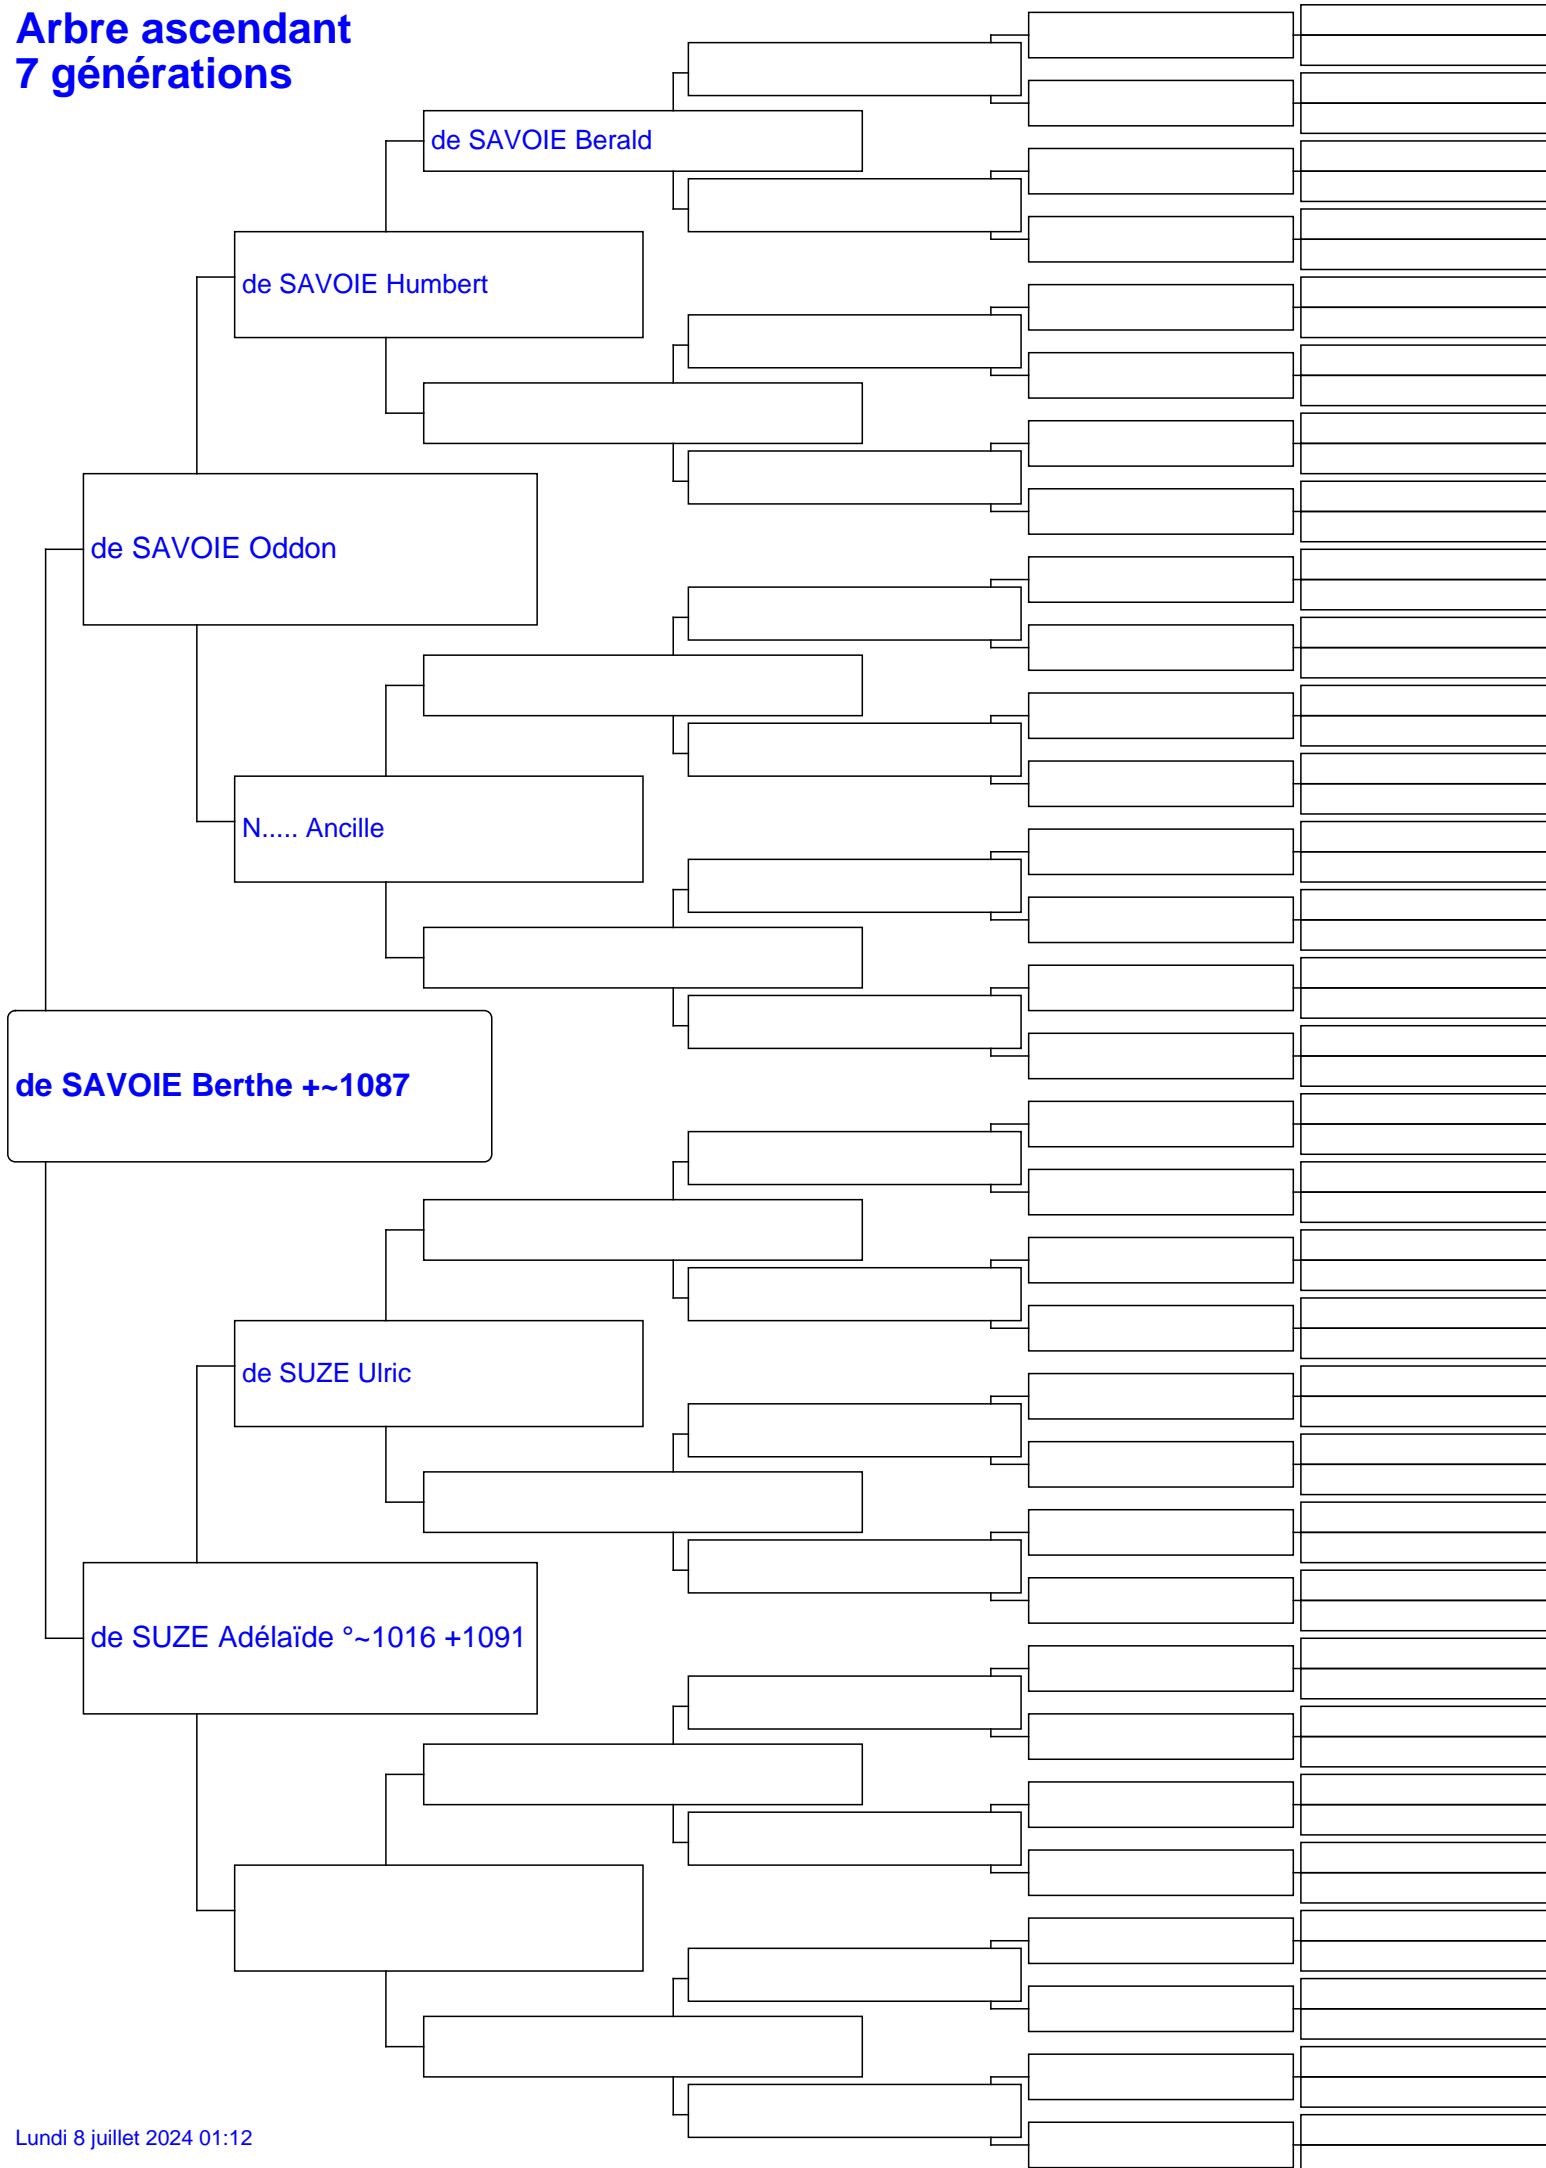 Arbre ascendant
7 générations
de SAVOIE Berald
de SAVOIE Humbert
de SAVOIE Oddon
N..... Ancille
de SAVOIE Berthe +~1087
de SUZE Ulric
de SUZE Adélaïde °~1016 +1091
Lundi 8 juillet 2024 01:12